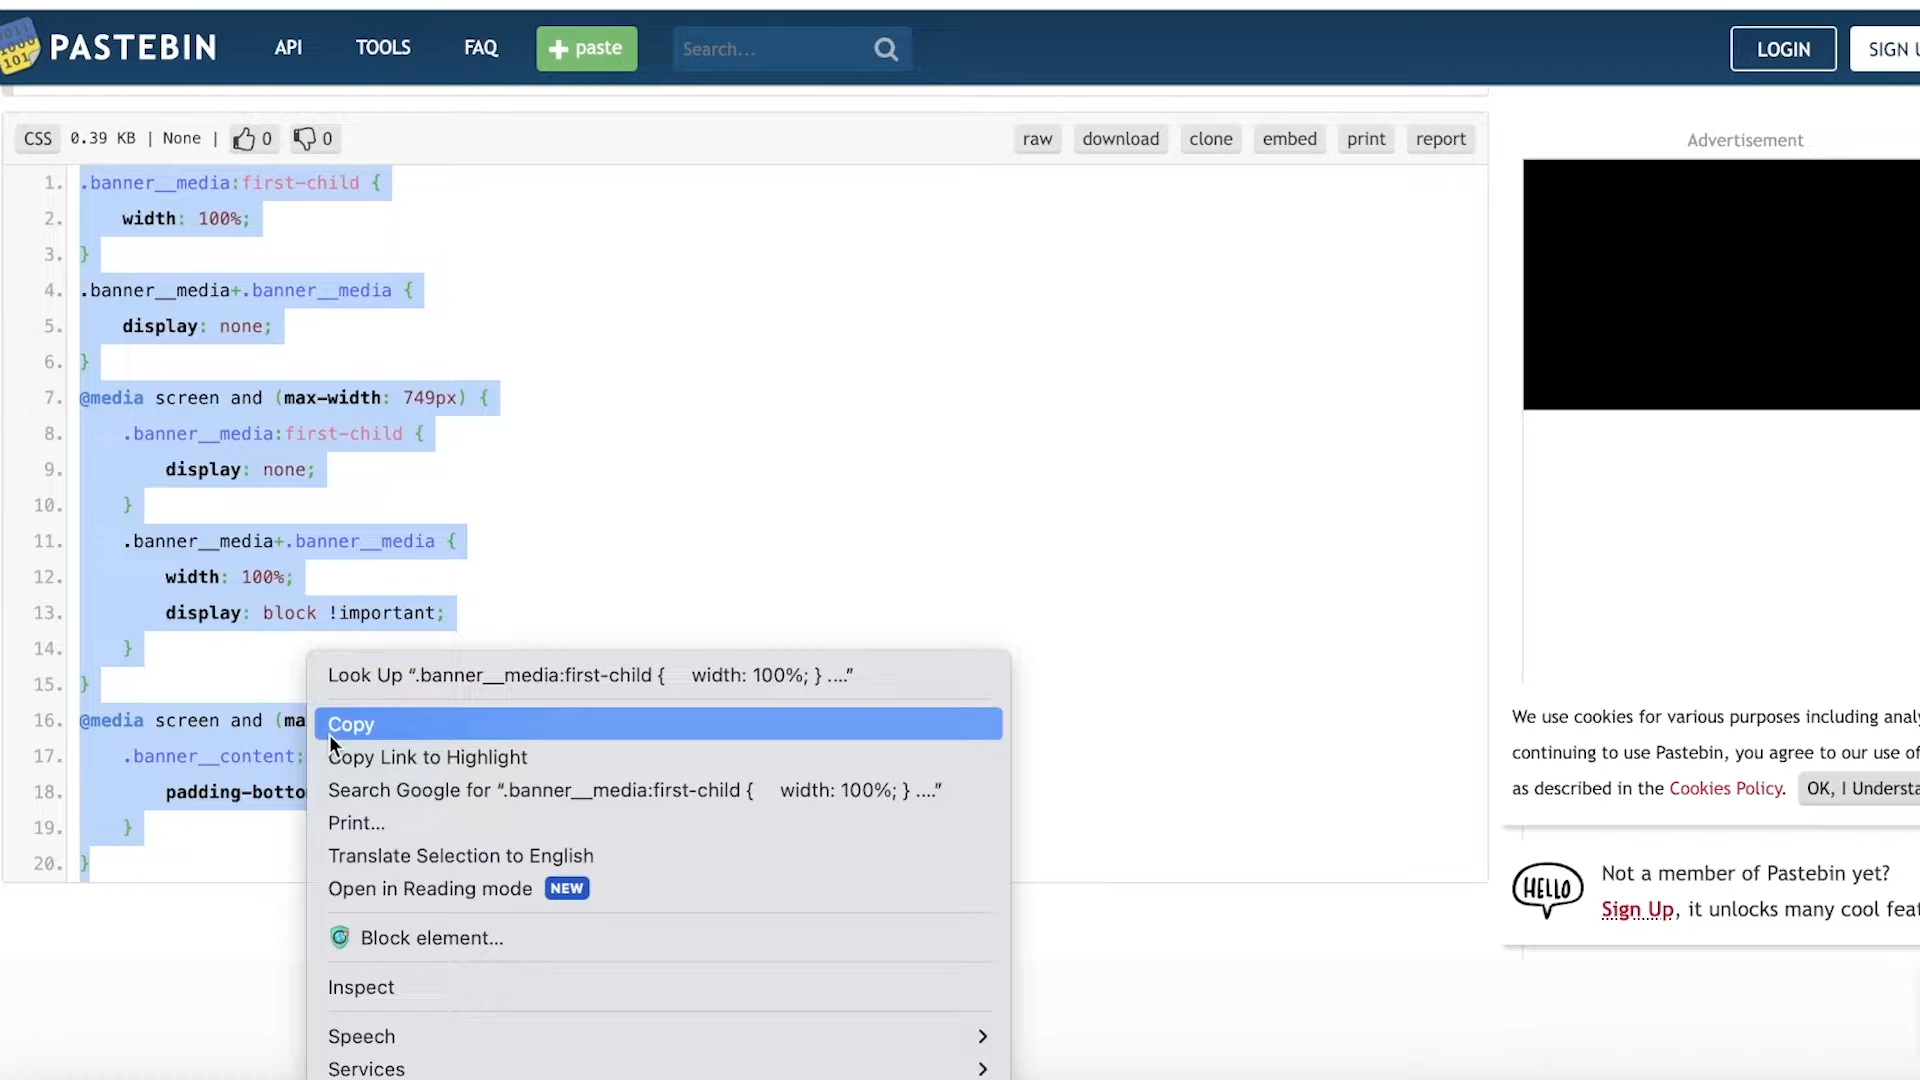 PASTEBIN API TOOLS FAQ + paste Search... LOGIN SIGN
CSS 0.39 KB | None | 0 0 raw download clone embed print report
Advertisement
1. .banner__media:first-child {
2. width: 100%;
3. }
4. .banner__media+.banner__media {
5. display: none;
6. }
7. @media screen and (max-width: 749px) {
8. .banner__media:first-child {
9. display: none;
10. }
11. .banner__media+.banner__media {
12. width: 100%;
13. display: block !important;
14. }
15. }
16. @media screen and (ma
17. .banner__content:
18. padding-botto
19. }
20. }
Look Up “.banner__media:first-child { width: 100%; } ....”
Copy
Copy Link to Highlight
Search Google for “.banner__media:first-child { width: 100%; } ....”
Print...
Translate Selection to English
Open in Reading mode NEW
Block element...
Inspect
Speech
Services
We use cookies for various purposes including analy
continuing to use Pastebin, you agree to our use of
as described in the Cookies Policy. OK, I Understa
HELLO
Not a member of Pastebin yet?
Sign Up, it unlocks many cool feat